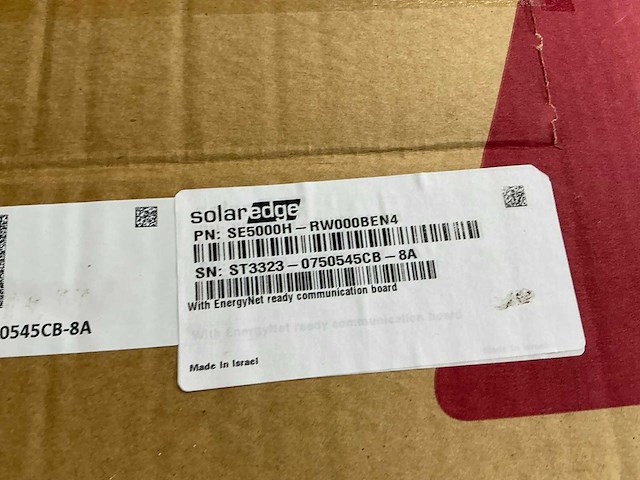 solaredge
PN: SE5000H-RW000BEN4
SN: ST3323-0750545CB-8A
With EnergyNet ready communication board
With EnergyNet ready communication board
Made In Israel
0545CB-8A